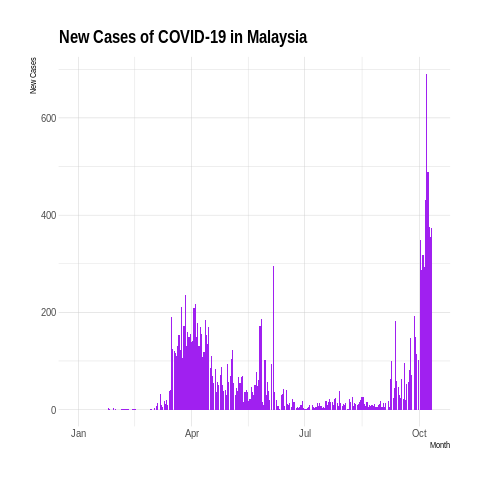 New Cases of COVID-19 in Malaysia
New Cases
600
400
200
0
Jan Apr Jul Oct
Month